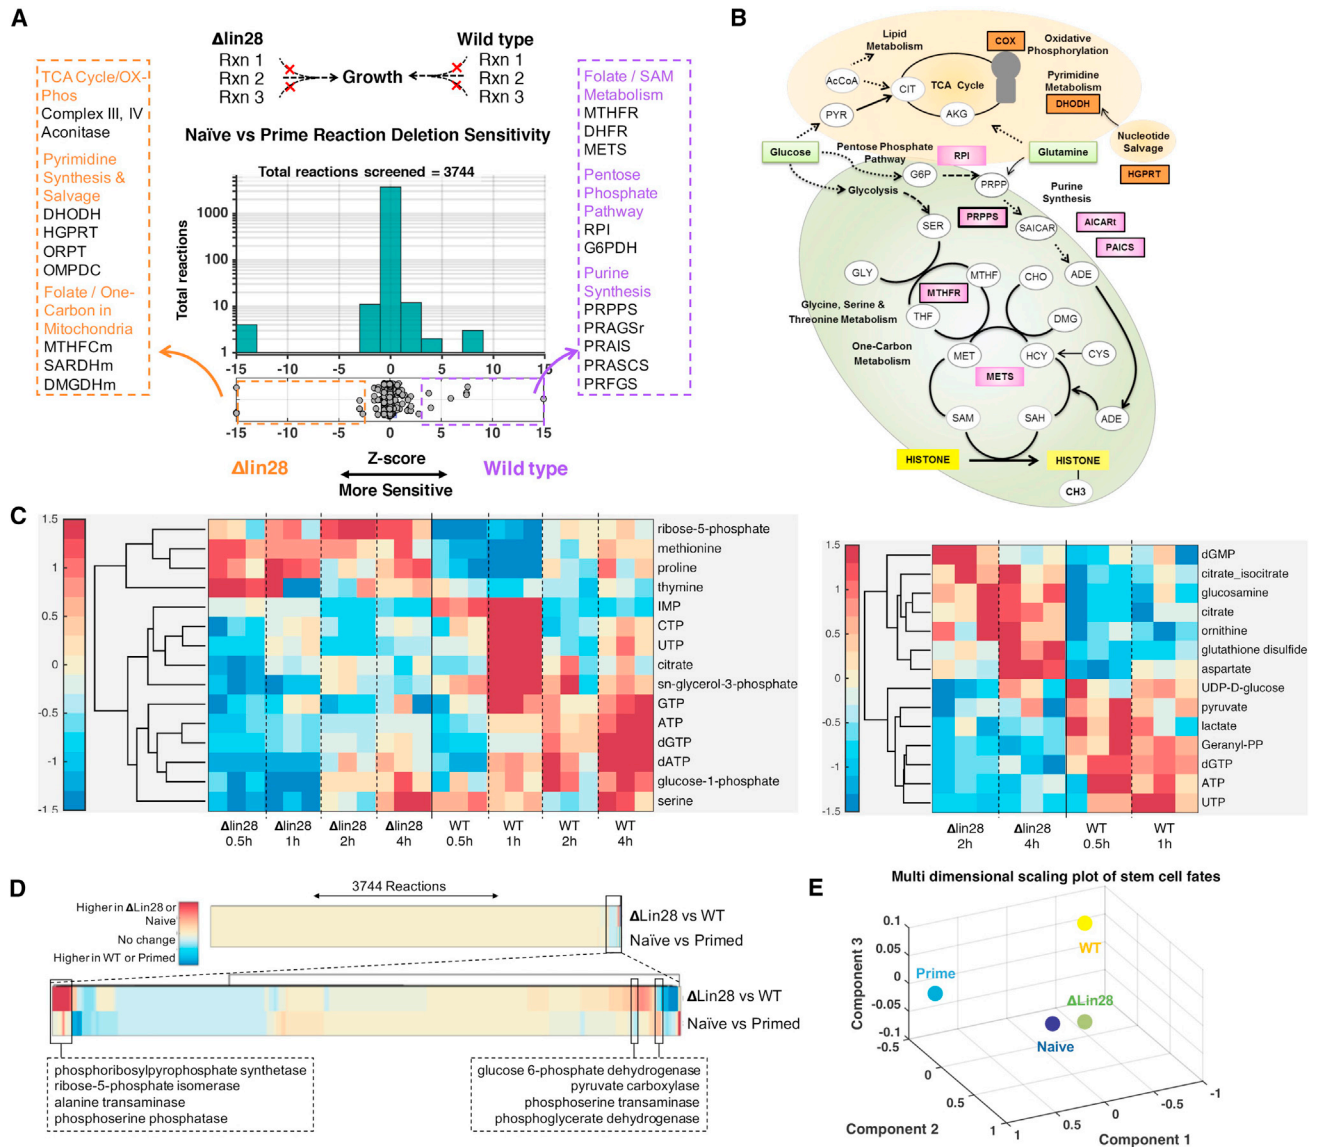 A
Δlin28
Rxn 1
Rxn 2
Rxn 3
Growth
Wild type
Rxn 1
Rxn 2
Rxn 3
TCA Cycle/OX-
Phos
Complex III, IV
Aconitase
Pyrimidine
Synthesis &
Salvage
DHODH
HGPRT
ORPT
OMPDC
Folate / One-
Carbon in
Mitochondria
MTHFCm
SARDHm
DMGDHm
Naïve vs Prime Reaction Deletion Sensitivity
Total reactions screened = 3744
Total reactions
1000
100
10
1
-15 -10 -5 0 5 10 15
-15 -10 -5 0 5 10 15
Δlin28
Z-score
More Sensitive
Wild type
Folate / SAM
Metabolism
MTHFR
DHFR
METS
Pentose
Phosphate
Pathway
RPI
G6PDH
Purine
Synthesis
PRPPS
PRAGSr
PRAIS
PRASCS
PRFGS
B
Lipid
Metabolism
COX
Oxidative
Phosphorylation
AcCoA
CIT
TCA Cycle
Pyrimidine
Metabolism
DHODH
PYR
AKG
Nucleotide
Salvage
Glucose
Pentose Phosphate
Pathway
RPI
Glutamine
HGPRT
G6P
PRPP
Glycolysis
Purine
Synthesis
SER
PRPPS
SAICAR
AICARt
PAICS
GLY
MTHF
CHO
ADE
MTHFR
Glycine, Serine &
Threonine Metabolism
THF
DMG
One-Carbon
Metabolism
MET
HCY
CYS
METS
SAM
SAH
ADE
HISTONE
HISTONE
CH3
C
1.5
1
0.5
0
-0.5
-1
-1.5
ribose-5-phosphate
methionine
proline
thymine
IMP
CTP
UTP
citrate
sn-glycerol-3-phosphate
GTP
ATP
dGTP
dATP
glucose-1-phosphate
serine
Δlin28 Δlin28 Δlin28 Δlin28 WT WT WT WT
0.5h 1h 2h 4h 0.5h 1h 2h 4h
1.5
1
0.5
0
-0.5
-1
-1.5
dGMP
citrate_isocitrate
glucosamine
citrate
ornithine
glutathione disulfide
aspartate
UDP-D-glucose
pyruvate
lactate
Geranyl-PP
dGTP
ATP
UTP
Δlin28 Δlin28 WT WT
2h 4h 0.5h 1h
D
3744 Reactions
Higher in ΔLin28 or
Naive
No change
Higher in WT or Primed
ΔLin28 vs WT
Naïve vs Primed
ΔLin28 vs WT
Naïve vs Primed
phosphoribosylpyrophosphate synthetase
ribose-5-phosphate isomerase
alanine transaminase
phosphoserine phosphatase
glucose 6-phosphate dehydrogenase
pyruvate carboxylase
phosphoserine transaminase
phosphoglycerate dehydrogenase
E
Multi dimensional scaling plot of stem cell fates
Component 3
0.1
0.05
0
-0.05
-0.1
-0.5
0
0.5
1
Component 2
1
0.5
0
-0.5
-1
Component 1
WT
Prime
ΔLin28
Naive